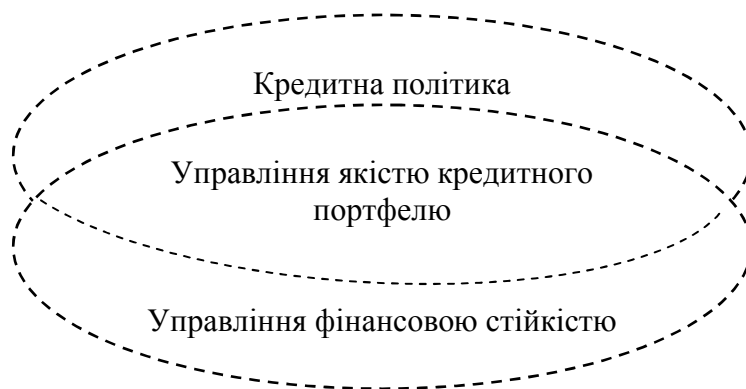 Кредитна політика
Управління якістю кредитного
портфелю
Управління фінансовою стійкістю